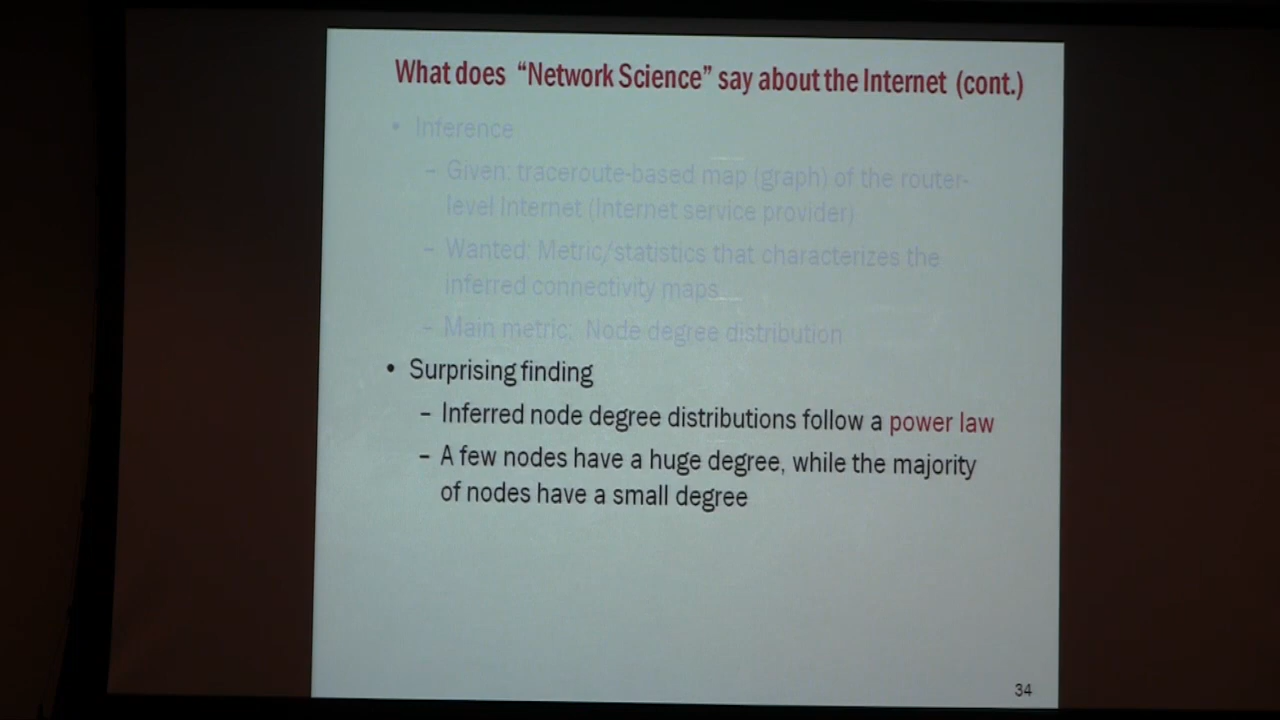 What does “Network Science” say about the Internet (cont.)
• Inference
– Given: traceroute-based map (graph) of the router-
level Internet (Internet service provider)
– Wanted: Metric/statistics that characterizes the
inferred connectivity maps
– Main metric: Node degree distribution
• Surprising finding
– Inferred node degree distributions follow a power law
– A few nodes have a huge degree, while the majority
of nodes have a small degree
34